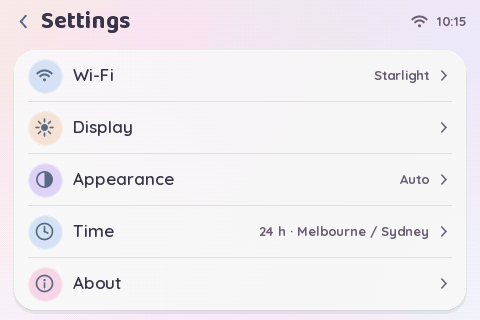 Settings
10:15
Wi-Fi
Starlight
Display
Appearance
Auto
Time
24 h · Melbourne / Sydney
About